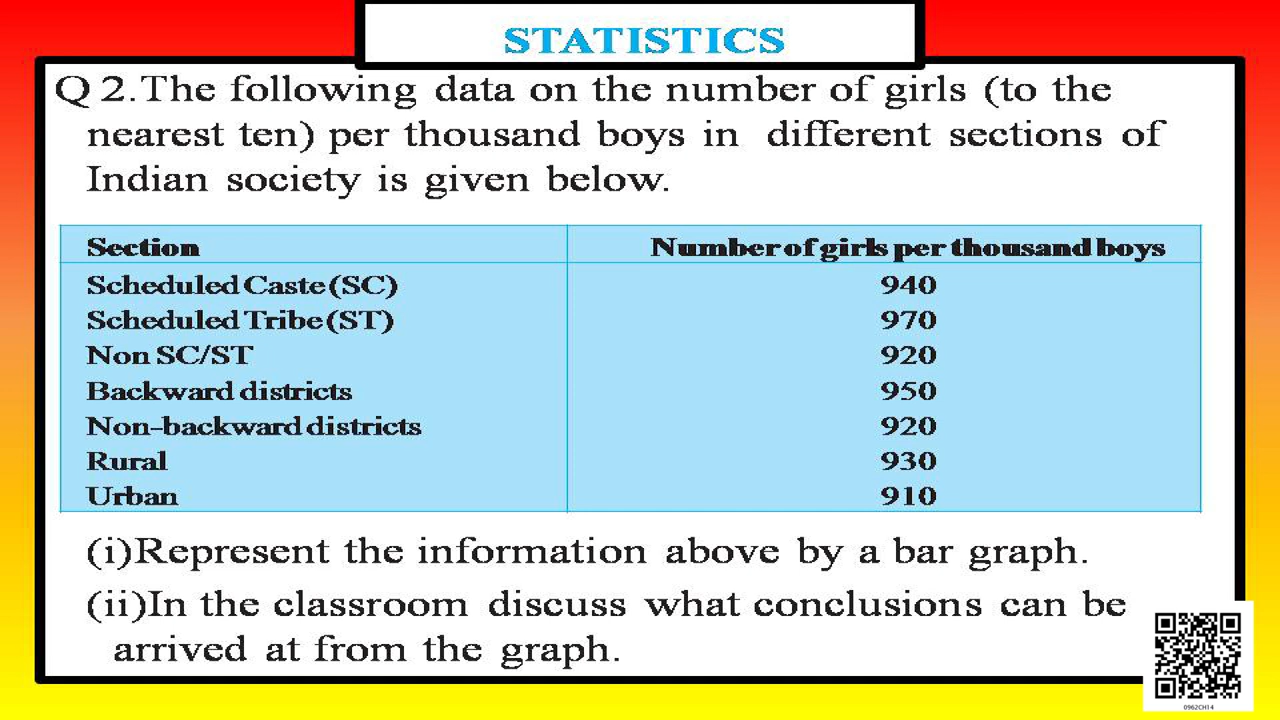 STATISTICS
Q 2.The following data on the number of girls (to the
nearest ten) per thousand boys in different sections of
Indian society is given below.
Section Number of girls per thousand boys
Scheduled Caste (SC) 940
Scheduled Tribe (ST) 970
Non SC/ST 920
Backward districts 950
Non-backward districts 920
Rural 930
Urban 910
(i)Represent the information above by a bar graph.
(ii)In the classroom discuss what conclusions can be
arrived at from the graph.
0962CH14